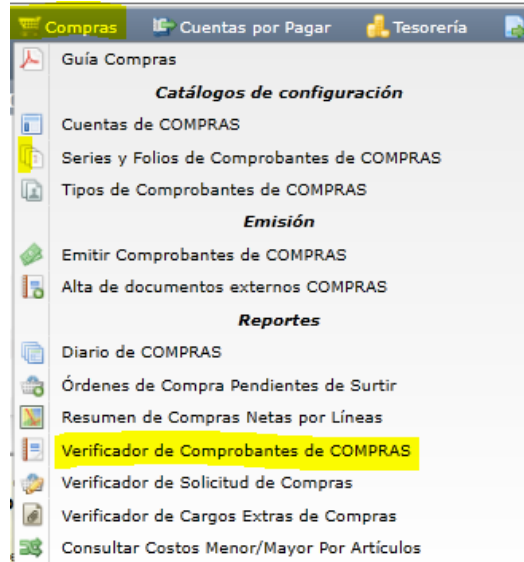 Compras Cuentas por Pagar Tesorería
Guía Compras
Catálogos de configuración
Cuentas de COMPRAS
Series y Folios de Comprobantes de COMPRAS
Tipos de Comprobantes de COMPRAS
Emisión
Emitir Comprobantes de COMPRAS
Alta de documentos externos COMPRAS
Reportes
Diario de COMPRAS
Órdenes de Compra Pendientes de Surtir
Resumen de Compras Netas por Líneas
Verificador de Comprobantes de COMPRAS
Verificador de Solicitud de Compras
Verificador de Cargos Extras de Compras
Consultar Costos Menor/Mayor Por Artículos